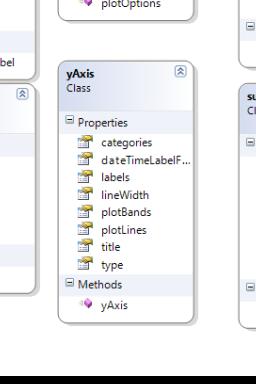 plotOptions
bel
yAxis
Class
Properties
categories
dateTimeLabelF...
labels
lineWidth
plotBands
plotLines
title
type
Methods
yAxis
su
Cl